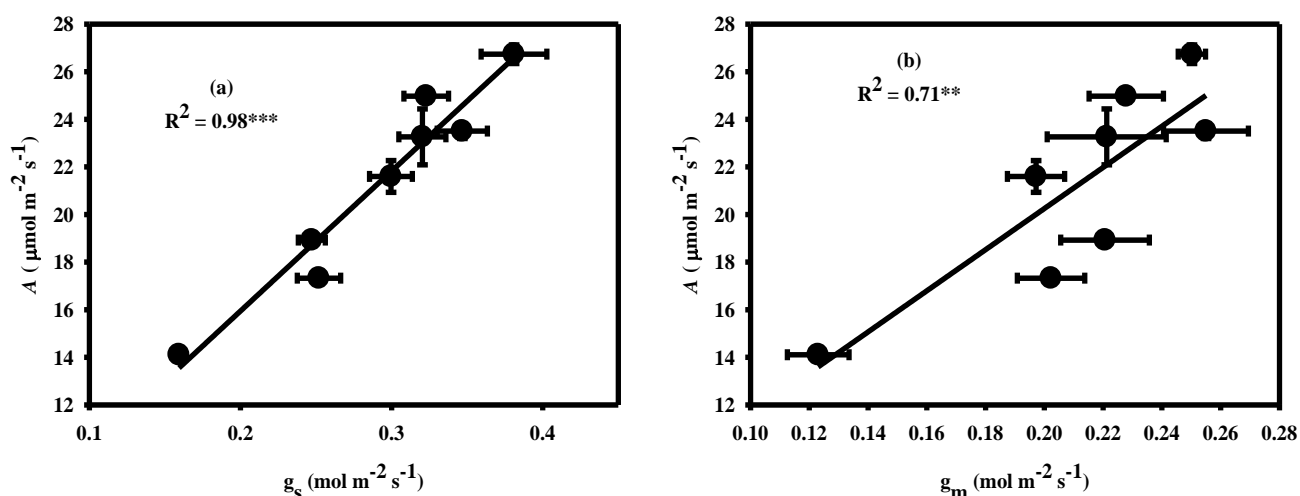 28
26
24
22
20
18
16
14
12
A ( µmol m⁻² s⁻¹)
(a)
R² = 0.98***
0.1 0.2 0.3 0.4
gₛ (mol m⁻² s⁻¹)
28
26
24
22
20
18
16
14
12
A ( µmol m⁻² s⁻¹)
(b)
R² = 0.71**
0.10 0.12 0.14 0.16 0.18 0.20 0.22 0.24 0.26 0.28
gₘ (mol m⁻² s⁻¹)